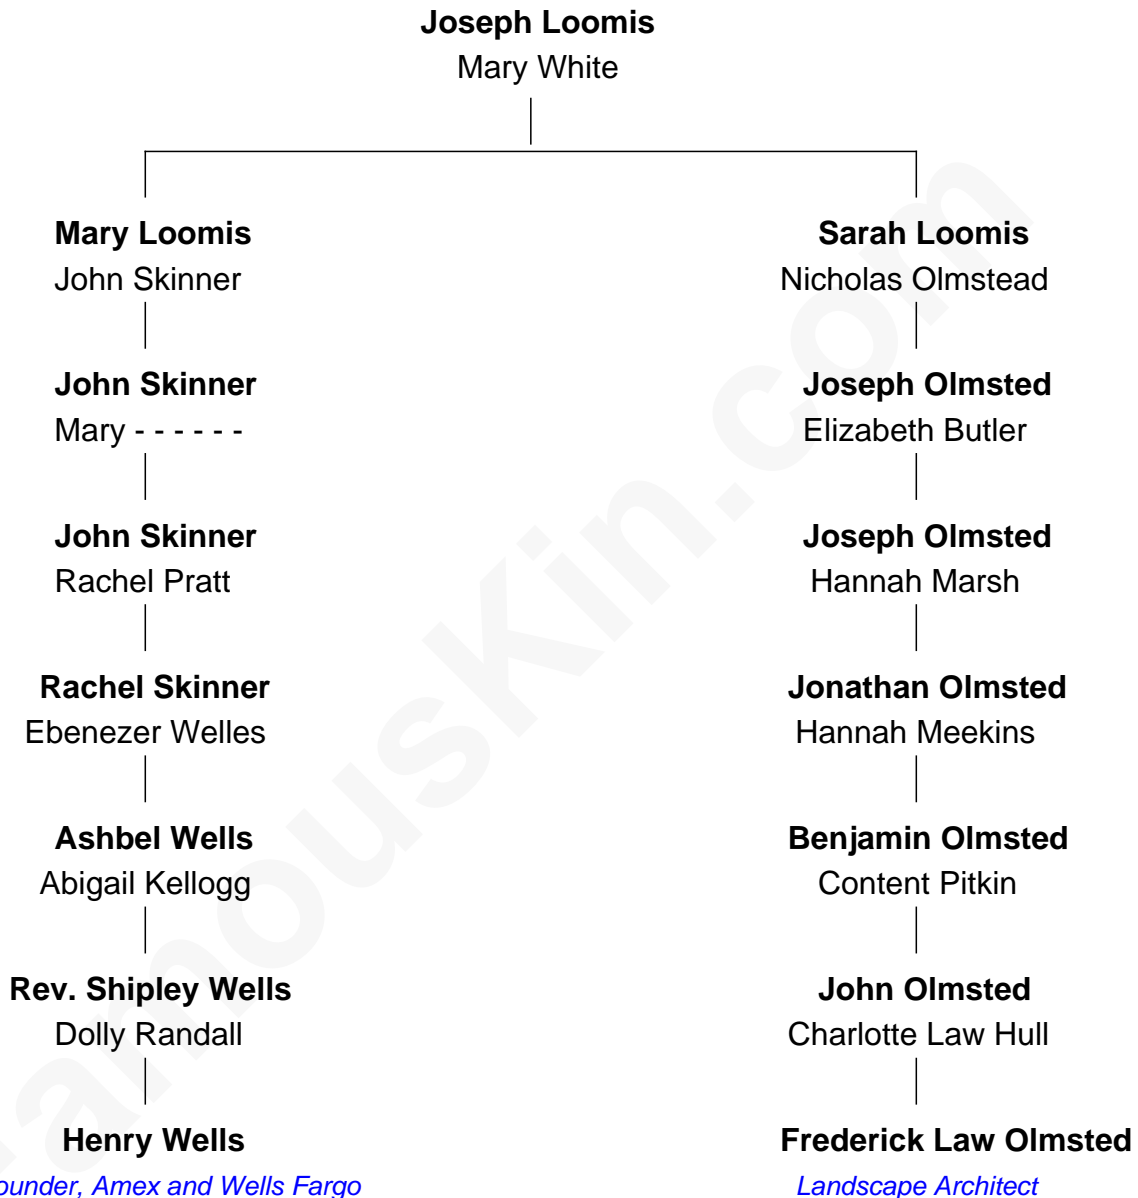 Joseph Loomis
Mary White
Mary Loomis
John Skinner
John Skinner
Mary - - - - - -
John Skinner
Rachel Pratt
Rachel Skinner
Ebenezer Welles
Ashbel Wells
Abigail Kellogg
Rev. Shipley Wells
Dolly Randall
Henry Wells
ounder, Amex and Wells Fargo
Sarah Loomis
Nicholas Olmstead
Joseph Olmsted
Elizabeth Butler
Joseph Olmsted
Hannah Marsh
Jonathan Olmsted
Hannah Meekins
Benjamin Olmsted
Content Pitkin
John Olmsted
Charlotte Law Hull
Frederick Law Olmsted
Landscape Architect
amousKin.com